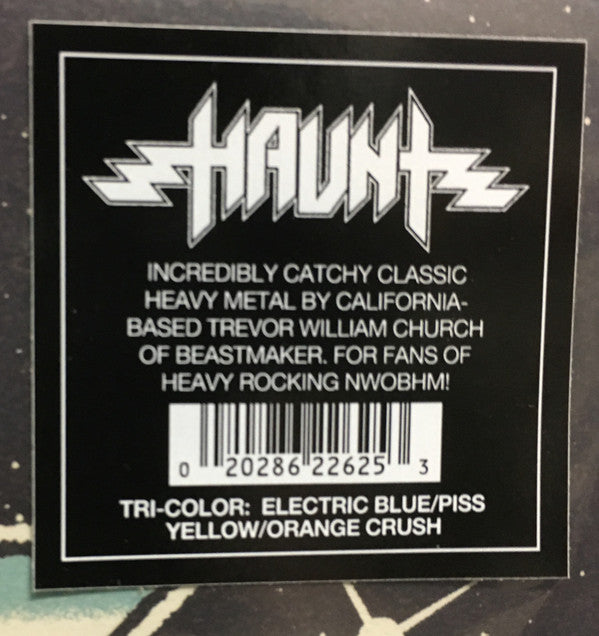 HAUNT
INCREDIBLY CATCHY CLASSIC
HEAVY METAL BY CALIFORNIA-
BASED TREVOR WILLIAM CHURCH
OF BEASTMAKER. FOR FANS OF
HEAVY ROCKING NWOBHM!
0 20286 22625 3
TRI-COLOR: ELECTRIC BLUE/PISS
YELLOW/ORANGE CRUSH